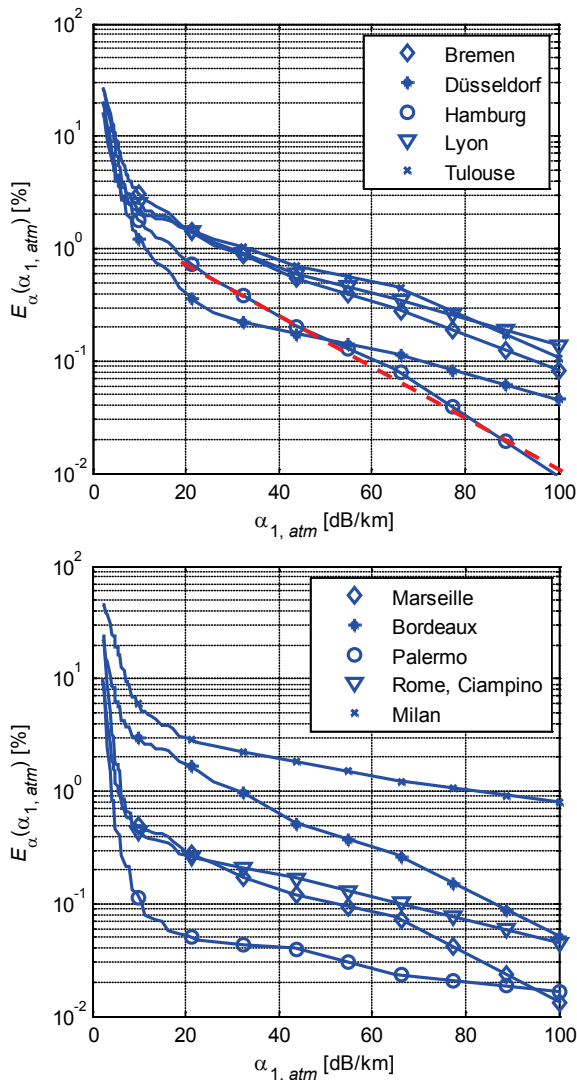 10^2
10^1
10^0
10^-1
10^-2
E_α(α_1, atm) [%]
Bremen
Düsseldorf
Hamburg
Lyon
Tulouse
0 20 40 60 80 100
α_1, atm [dB/km]
10^2
10^1
10^0
10^-1
10^-2
E_α(α_1, atm) [%]
Marseille
Bordeaux
Palermo
Rome, Ciampino
Milan
0 20 40 60 80 100
α_1, atm [dB/km]